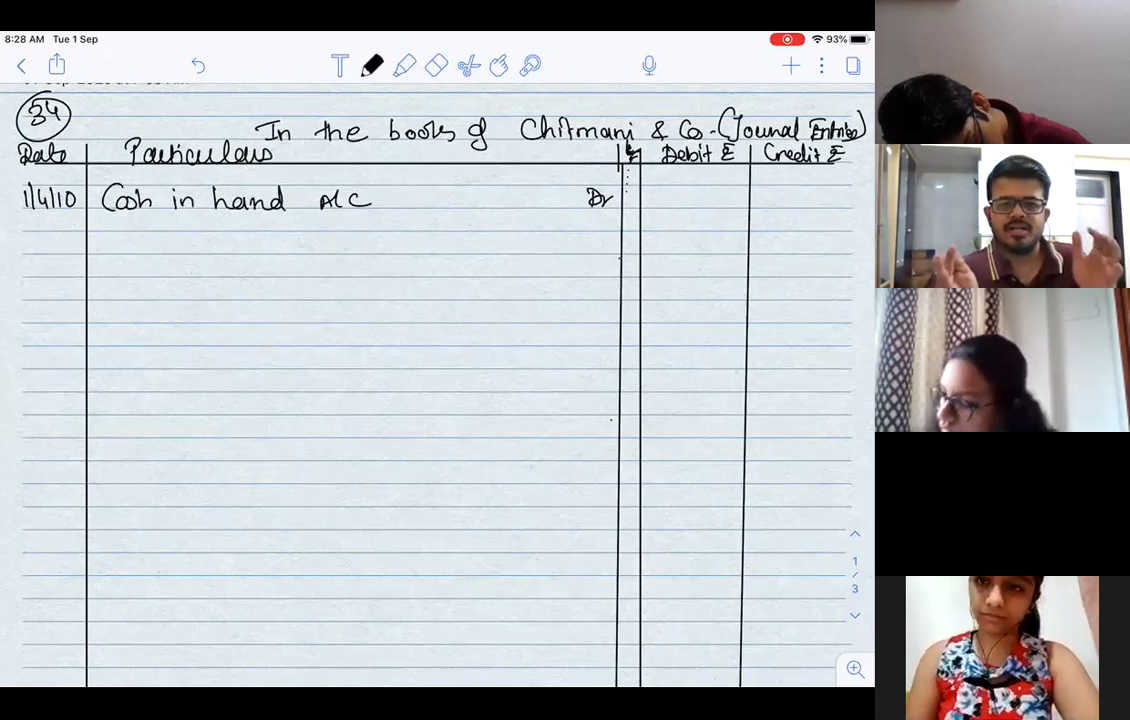 8:28 AM Tue 1 Sep
93%
34
In the books of Chitmani & Co. (Journal Entries)
Date Particulars Debit ₹ Credit ₹
1/4/10 Cash in hand A/C Dr
1
/
3